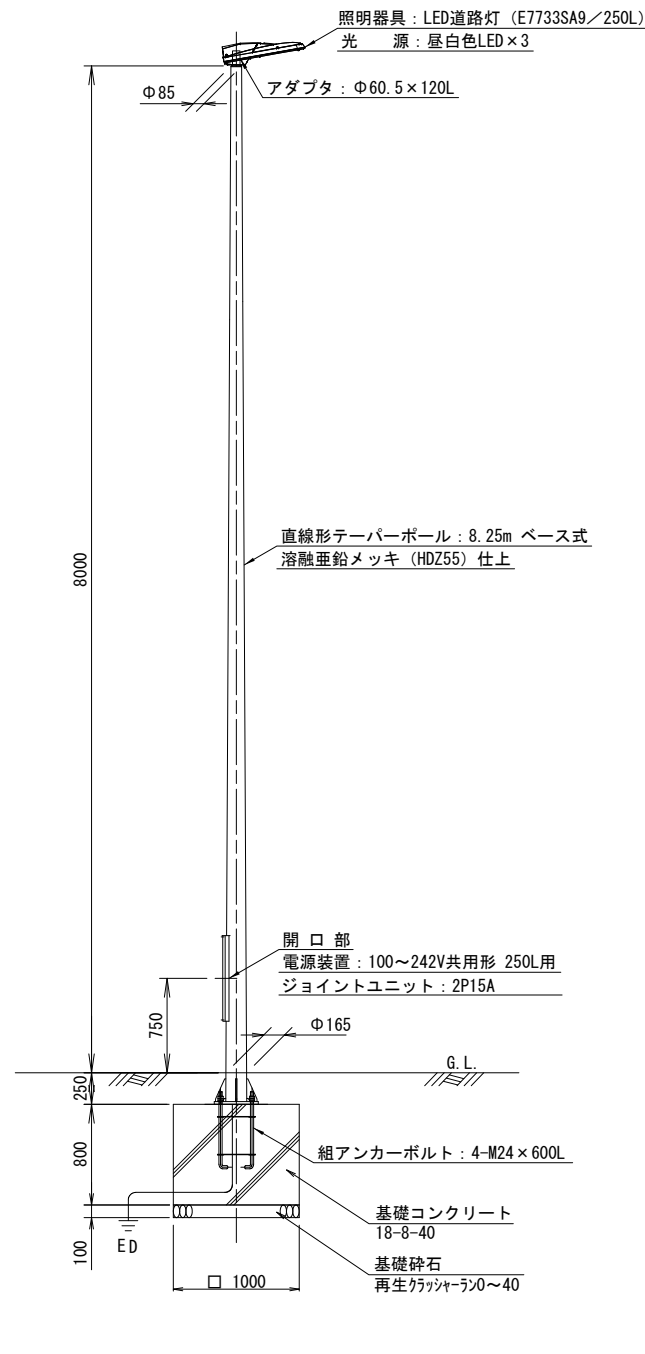 照明器具：LED道路灯（E7733SA9／250L）
光　　源：昼白色LED×3
アダプタ：Φ60.5×120L
Φ85
直線形テーパーポール：8.25m ベース式
溶融亜鉛メッキ（HDZ55）仕上
8000
開 口 部
電源装置：100～242V共用形 250L用
ジョイントユニット：2P15A
750
Φ165
G.L.
250
800
組アンカーボルト：4-M24×600L
基礎コンクリート
18-8-40
ED
100
基礎砕石
再生クラッシャーラン0～40
□ 1000